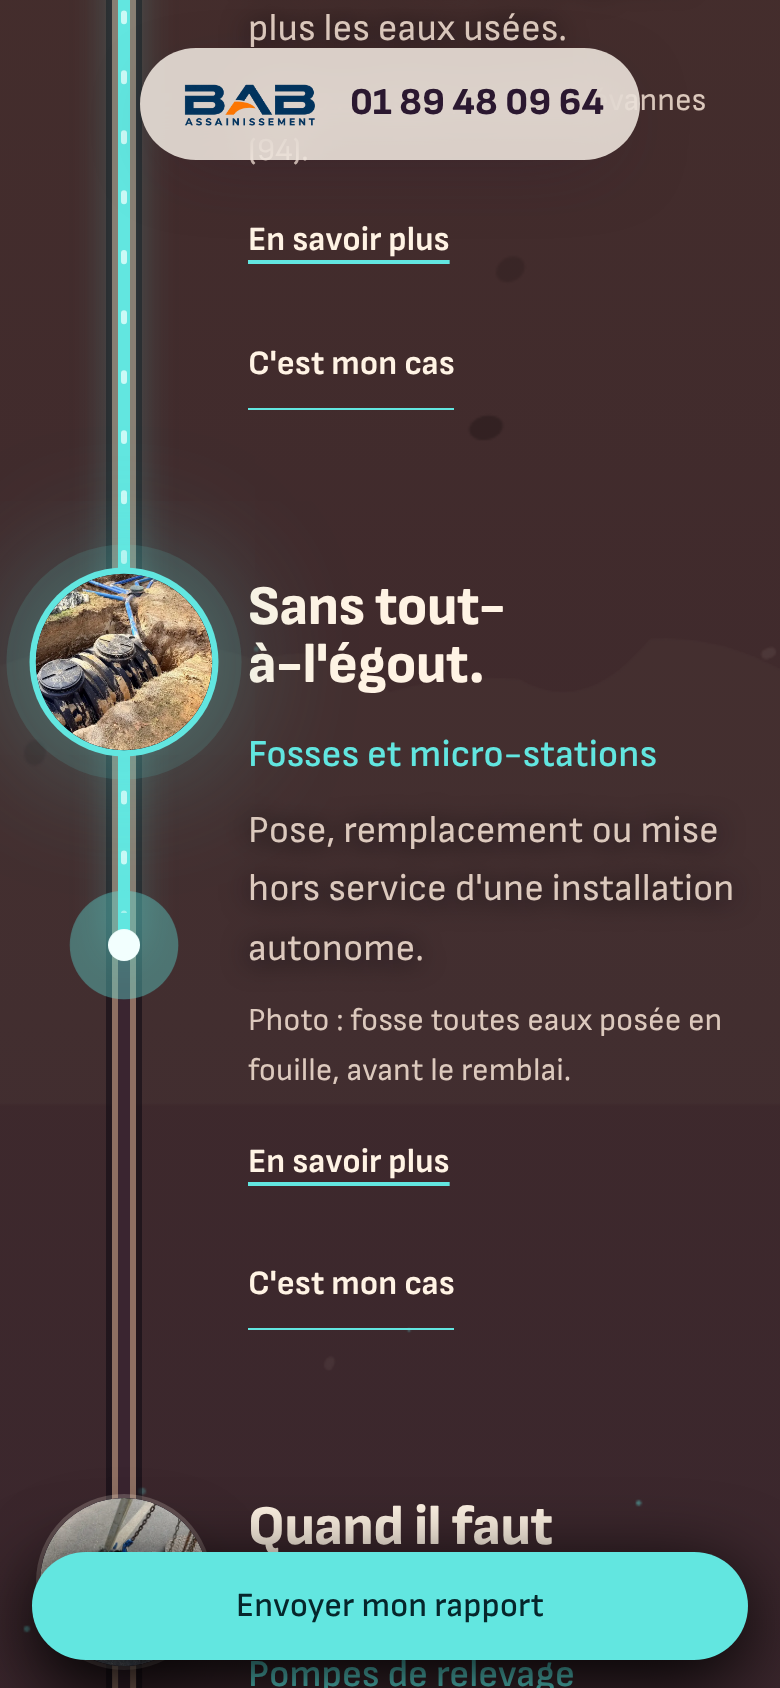 plus les eaux usées.
BAB
ASSAINISSEMENT
01 89 48 09 64
vannes
(94).
En savoir plus
C'est mon cas
Sans tout-
à-l'égout.
Fosses et micro-stations
Pose, remplacement ou mise
hors service d'une installation
autonome.
Photo : fosse toutes eaux posée en
fouille, avant le remblai.
En savoir plus
C'est mon cas
Quand il faut
Envoyer mon rapport
Pompes de relevage